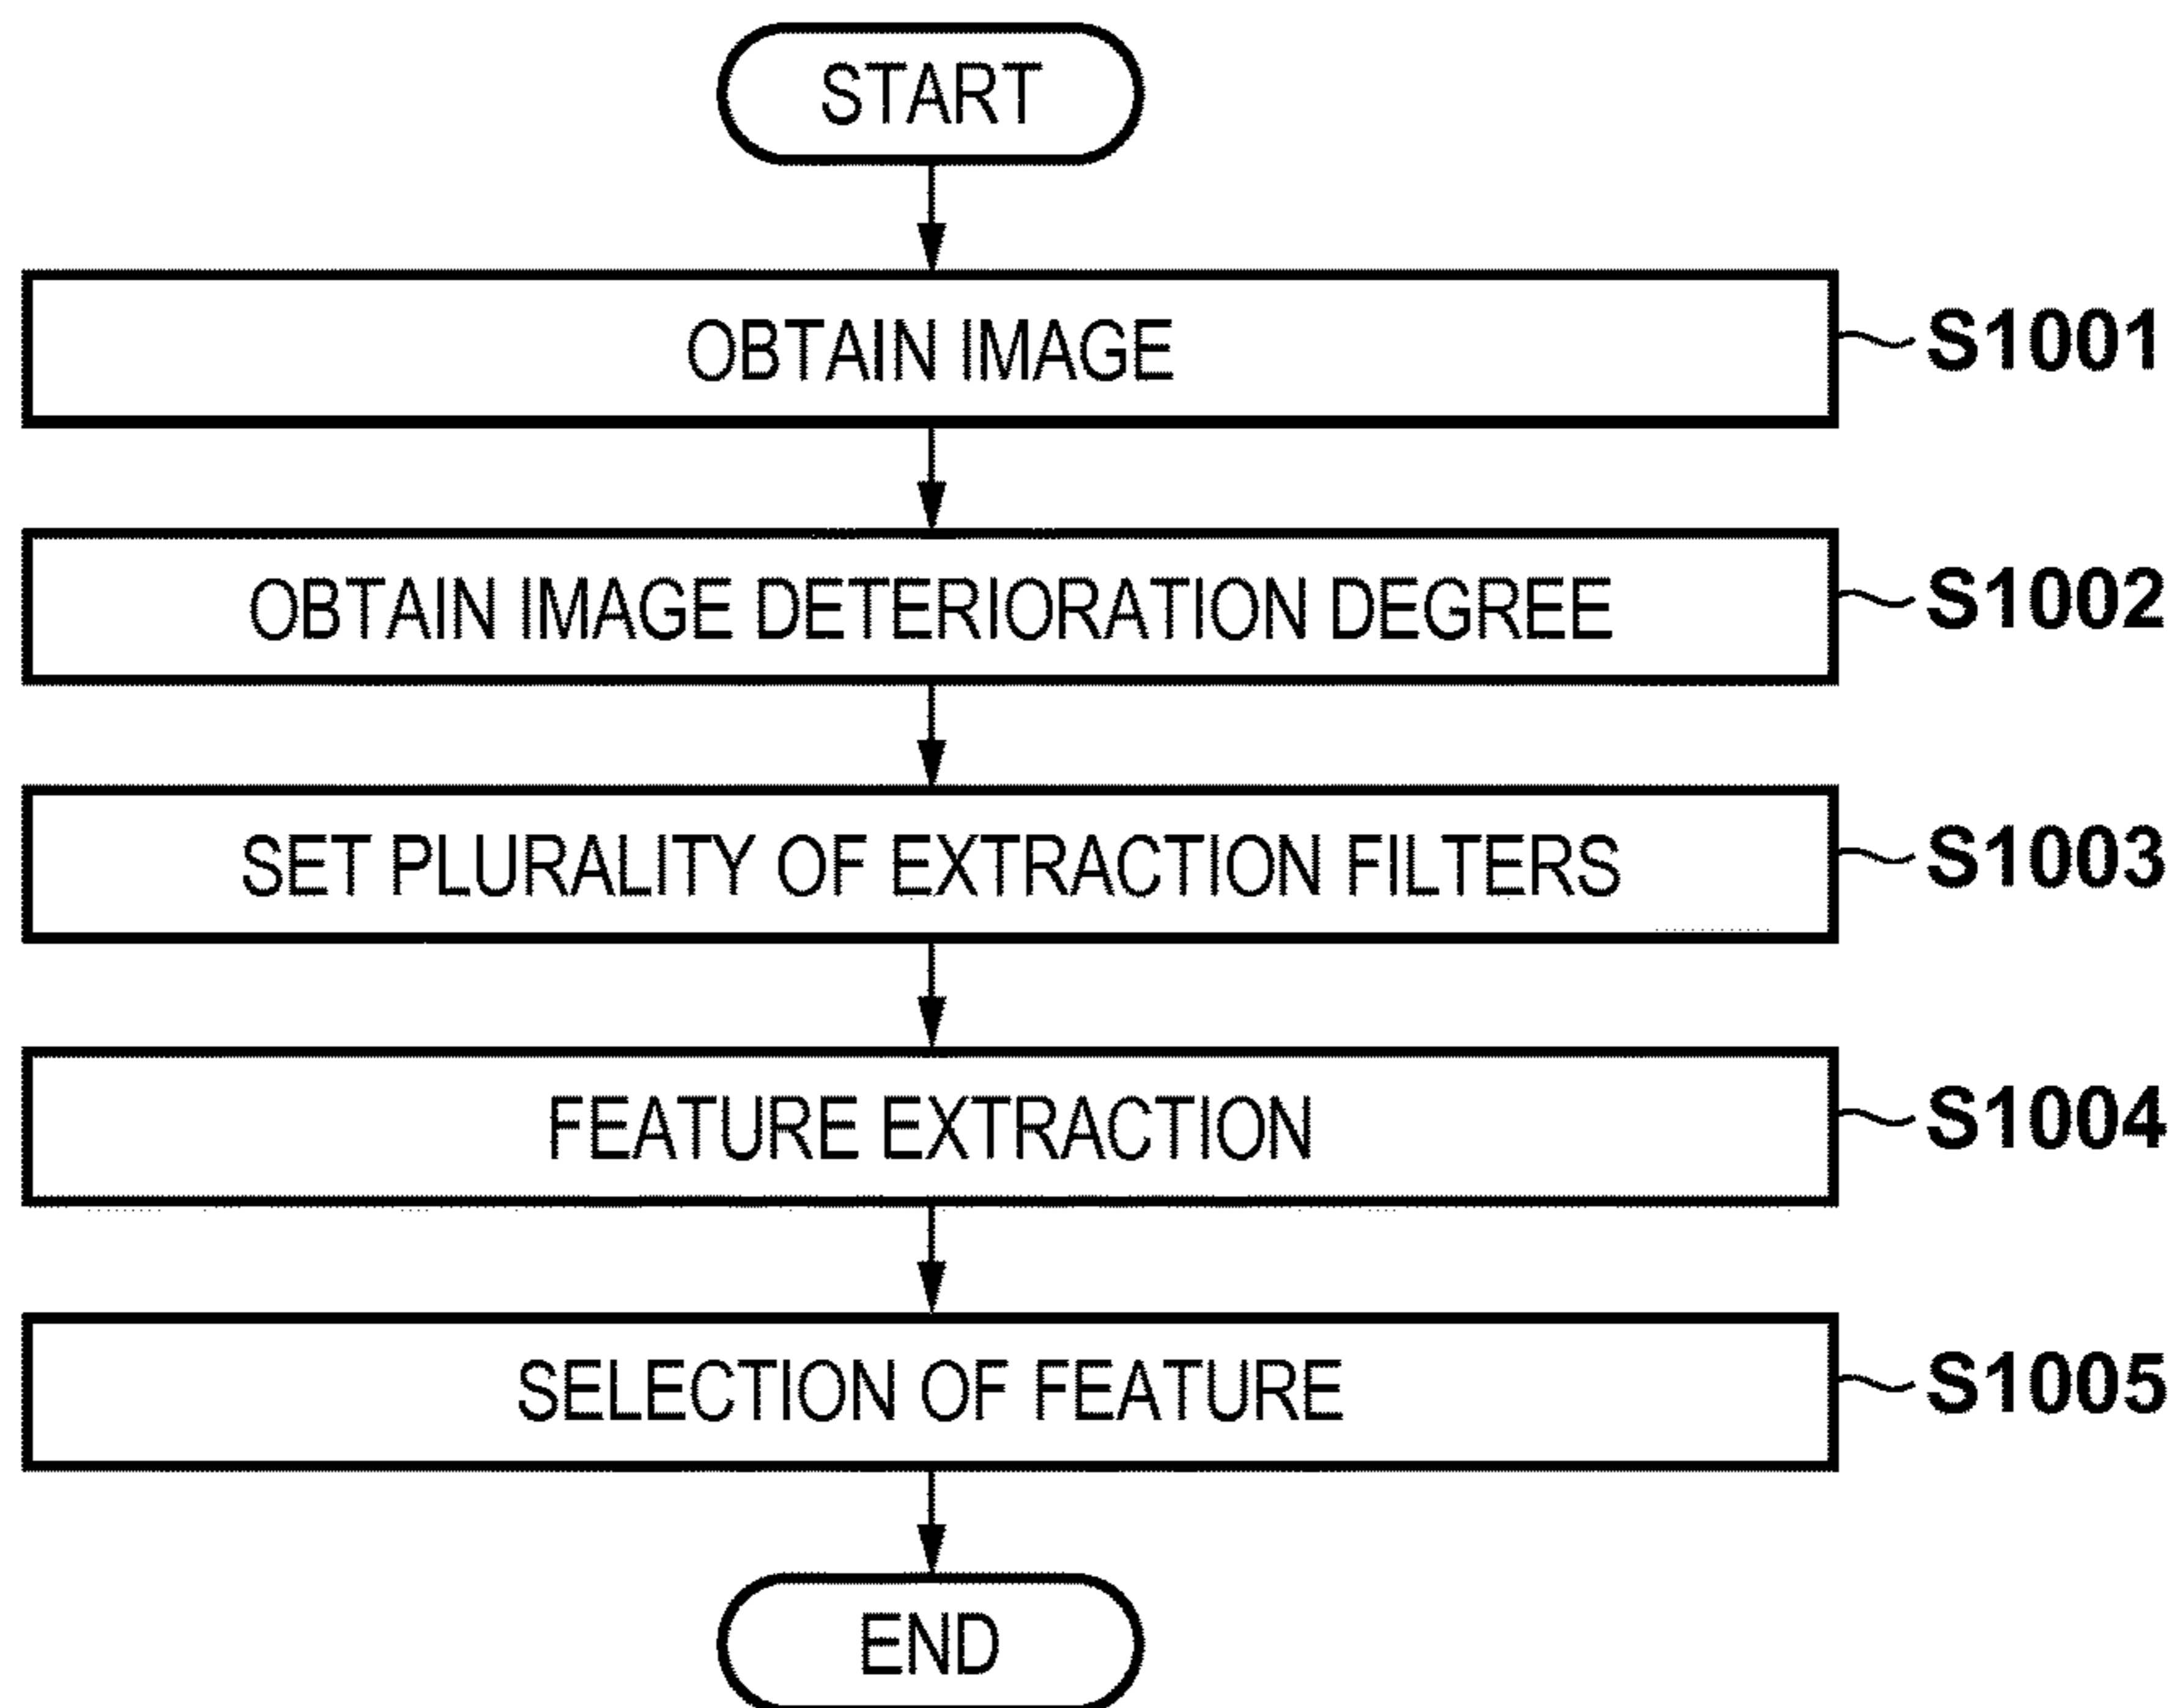 START
OBTAIN IMAGE
S1001
OBTAIN IMAGE DETERIORATION DEGREE
S1002
SET PLURALITY OF EXTRACTION FILTERS
S1003
FEATURE EXTRACTION
S1004
SELECTION OF FEATURE
S1005
END